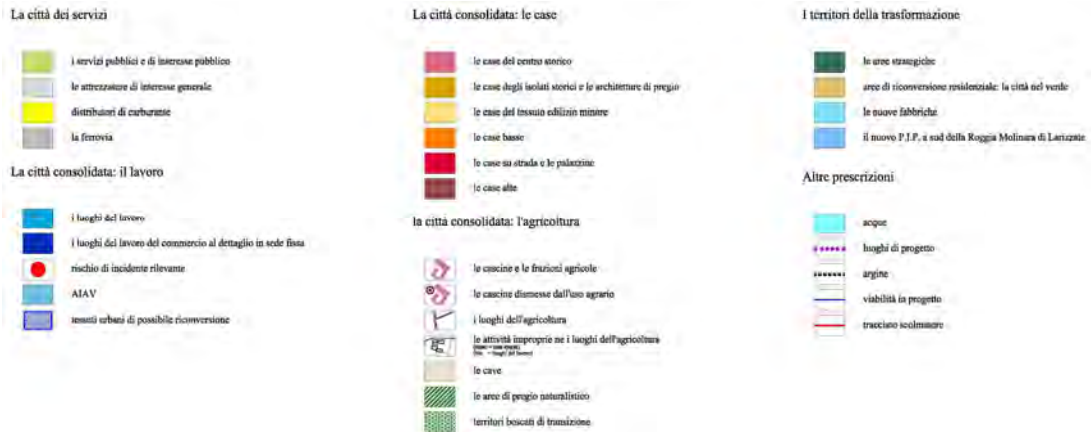 La città dei servizi
i servizi pubblici e di interesse pubblico
le attrezzature di interesse generale
distributori di carburante
la ferrovia
La città consolidata: il lavoro
i luoghi del lavoro
i luoghi del lavoro del commercio al dettaglio in sede fissa
rischio di incidente rilevante
AIAV
tessuti urbani di possibile riconversione
La città consolidata: le case
le case del centro storico
le case degli isolati storici e le architetture di pregio
le case del tessuto edilizio minore
le case basse
le case su strada e le palazzine
le case alte
la città consolidata: l'agricoltura
le cascine e le frazioni agricole
le cascine dismesse dall'uso agrario
i luoghi dell'agricoltura
le attività improprie ne i luoghi dell'agricoltura
le cave
le aree di pregio naturalistico
territori boscati di transizione
I territori della trasformazione
le aree strategiche
aree di riconversione residenziale: la città nel verde
le nuove fabbriche
il nuovo P.I.P. a sud della Roggia Molinara di Larizzate
Altre prescrizioni
acque
luoghi di progetto
argine
viabilità in progetto
tracciato scolmatore